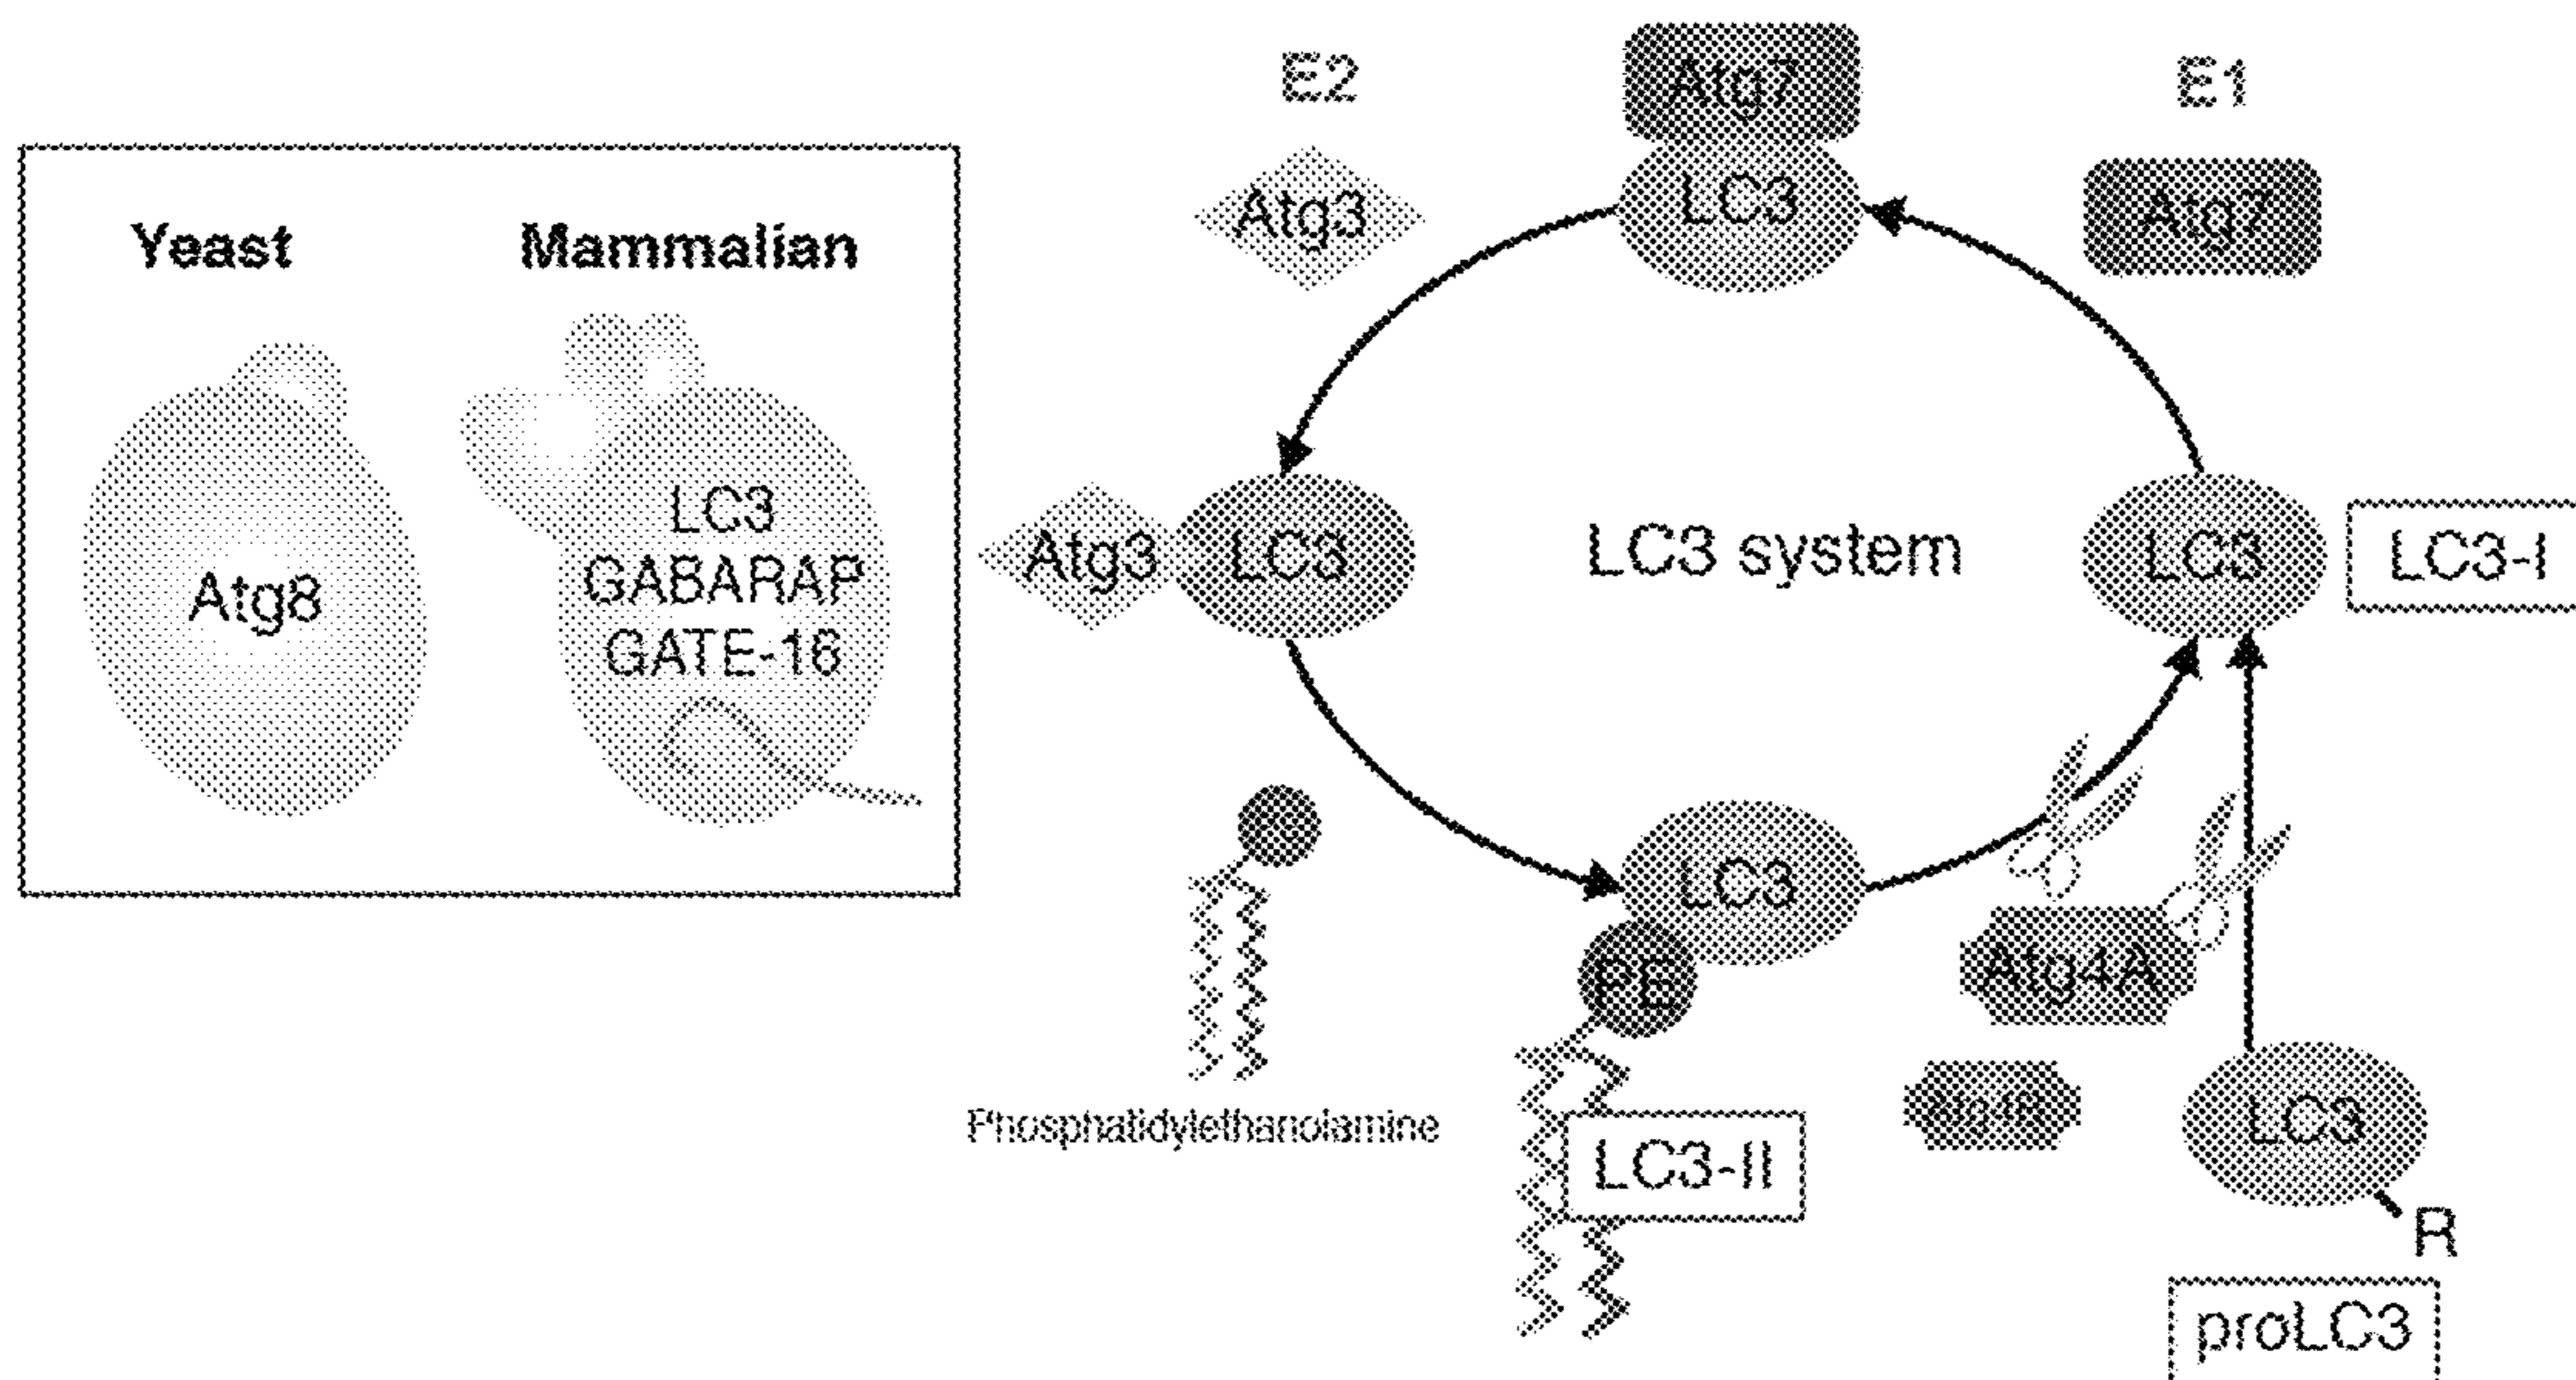 Yeast
Mammalian
Atg8
LC3
GABARAP
GATE-16
E2
Atg7
E1
Atg3
LC3
Atg7
Atg3
LC3
LC3 system
LC3
LC3-I
LC3
PE
Atg4A
Phosphatidylethanolamine
LC3-II
LC3
R
proLC3